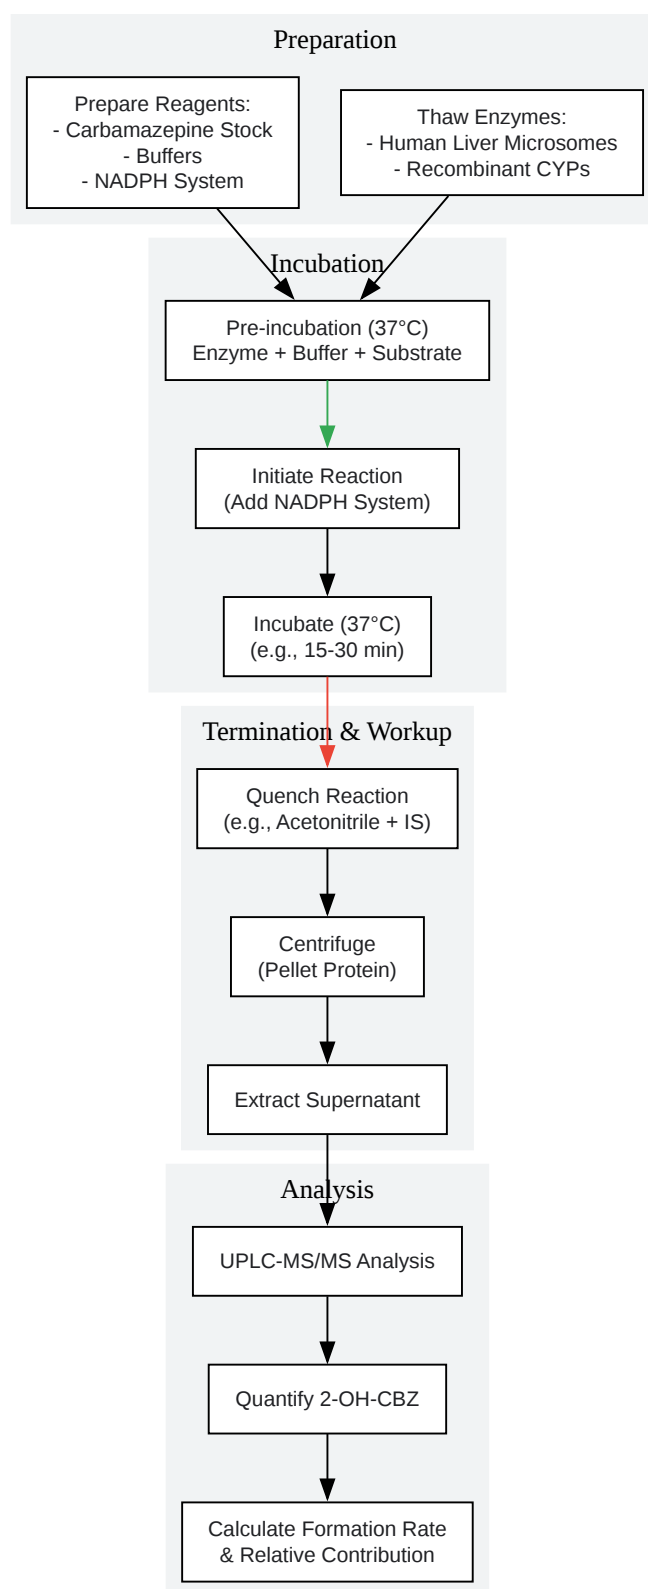 Preparation
Prepare Reagents:
- Carbamazepine Stock
- Buffers
- NADPH System
Thaw Enzymes:
- Human Liver Microsomes
- Recombinant CYPs
Incubation
Pre-incubation (37°C)
Enzyme + Buffer + Substrate
Initiate Reaction
(Add NADPH System)
Incubate (37°C)
(e.g., 15-30 min)
Termination & Workup
Quench Reaction
(e.g., Acetonitrile + IS)
Centrifuge
(Pellet Protein)
Extract Supernatant
Analysis
UPLC-MS/MS Analysis
Quantify 2-OH-CBZ
Calculate Formation Rate
& Relative Contribution